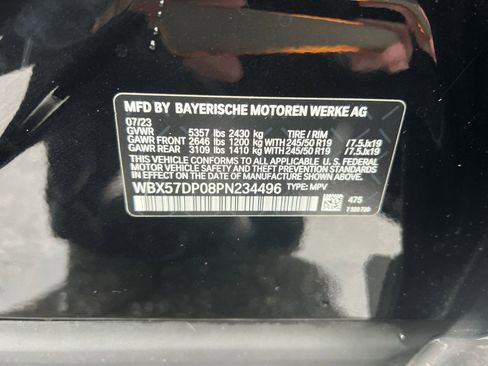 MFD BY BAYERISCHE MOTOREN WERKE AG
07/23
GVWR 5357 lbs 2430 kg TIRE / RIM
GAWR FRONT 2646 lbs 1200 kg WITH 245/50 R19 /7.5Jx19
GAWR REAR 3109 lbs 1410 kg WITH 245/50 R19 /7.5Jx19
THIS VEHICLE CONFORMS TO ALL APPLICABLE U.S. FEDERAL
MOTOR VEHICLE SAFETY, BUMPER, AND THEFT PREVENTION
STANDARDS IN EFFECT ON THE DATE OF
MANUFACTURE SHOWN ABOVE.
WBX57DP08PN234496 TYPE: MPV
475